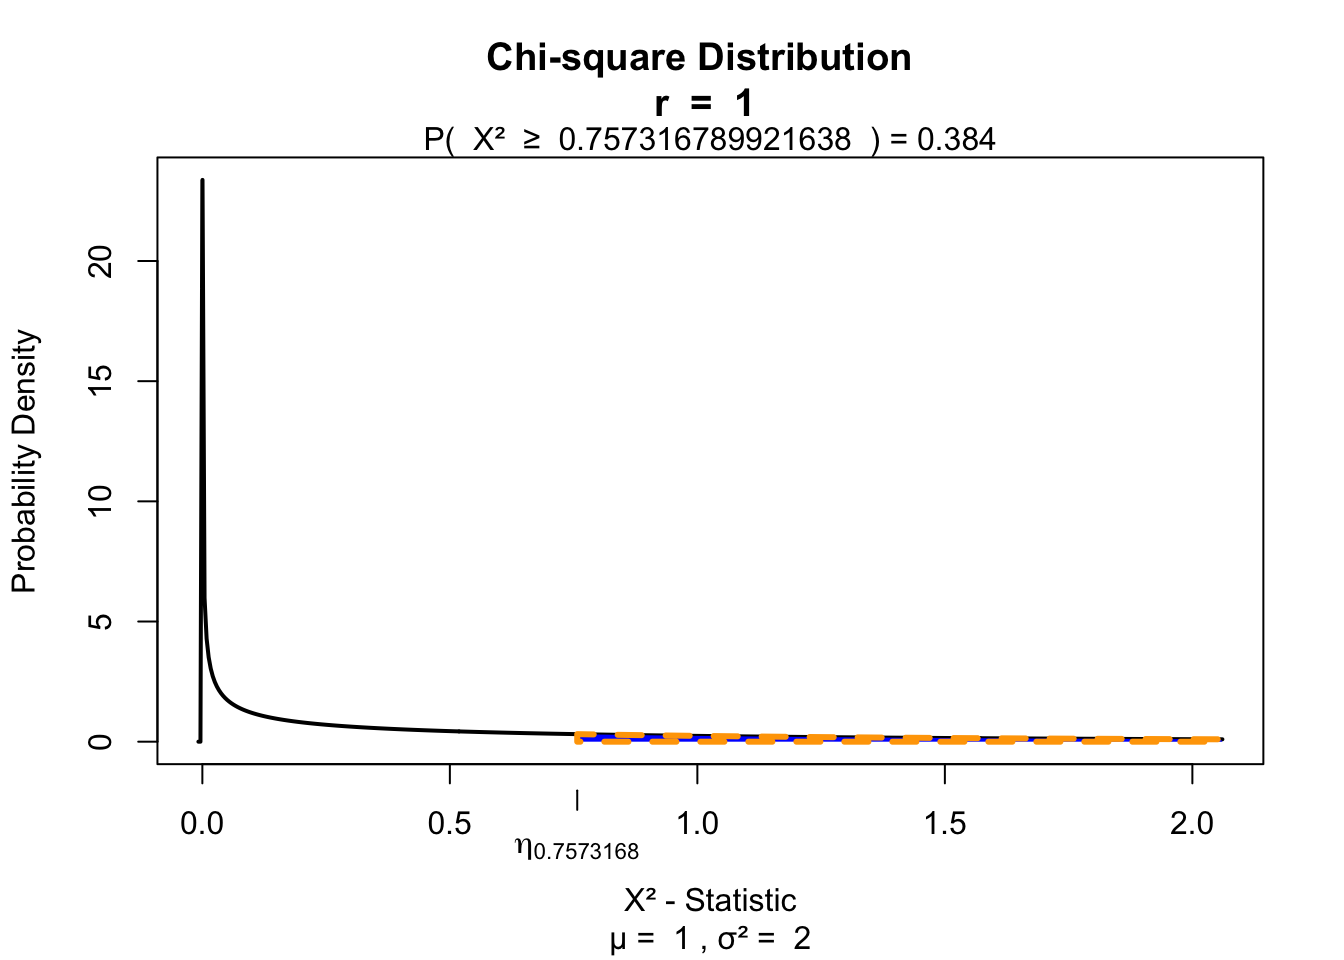 Chi-square Distribution
r = 1
P( X² ≥ 0.757316789921638 ) = 0.384
Probability Density
20
15
10
5
0
0.0 0.5 1.0 1.5 2.0
η0.7573168
X² - Statistic
μ = 1 , σ² = 2